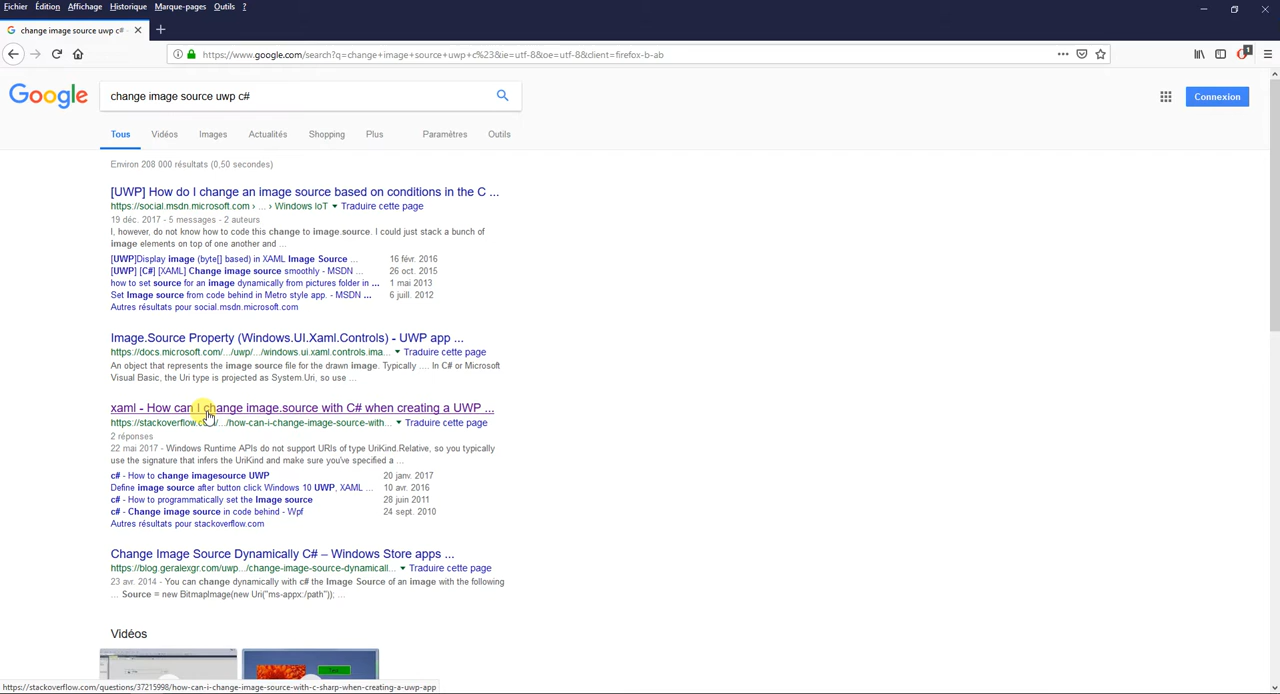 Fichier Édition Affichage Historique Marque-pages Outils ?
change image source uwp c# -
https://www.google.com/search?q=change+image+source+uwp+c%23&ie=utf-8&oe=utf-8&client=firefox-b-ab
1
Google
change image source uwp c#
Connexion
Tous Vidéos Images Actualités Shopping Plus Paramètres Outils
Environ 208 000 résultats (0,50 secondes)
[UWP] How do I change an image source based on conditions in the C ...
https://social.msdn.microsoft.com › ... › Windows IoT ▼ Traduire cette page
19 déc. 2017 - 5 messages - 2 auteurs
I, however, do not know how to code this change to image source. I could just stack a bunch of
image elements on top of one another and ...
[UWP]Display image (byte[] based) in XAML Image Source ... 16 févr. 2016
[UWP] [C#] [XAML] Change image source smoothly - MSDN ... 26 oct. 2015
how to set source for an image dynamically from pictures folder in ... 1 mai 2013
Set Image source from code behind in Metro style app. - MSDN ... 6 juill. 2012
Autres résultats pour social.msdn.microsoft.com
Image.Source Property (Windows.UI.Xaml.Controls) - UWP app ...
https://docs.microsoft.com/.../uwp/.../windows.ui.xaml.controls.ima... ▼ Traduire cette page
An object that represents the image source file for the drawn image. Typically .... In C# or Microsoft
Visual Basic, the Uri type is projected as System.Uri, so use ...
xaml - How can I change image.source with C# when creating a UWP ...
https://stackoverflow.com/.../how-can-i-change-image-source-with... ▼ Traduire cette page
2 réponses
22 mai 2017 - Windows Runtime APIs do not support URIs of type UriKind.Relative, so you typically
use the signature that infers the UriKind and make sure you've specified a ...
c# - How to change imagesource UWP 20 janv. 2017
Define image source after button click Windows 10 UWP, XAML ... 10 avr. 2016
c# - How to programmatically set the Image source 28 juin 2011
c# - Change image source in code behind - Wpf 24 sept. 2010
Autres résultats pour stackoverflow.com
Change Image Source Dynamically C# – Windows Store apps ...
https://blog.geralexgr.com/uwp.../change-image-source-dynamicall... ▼ Traduire cette page
23 avr. 2014 - You can change dynamically with c# the Image Source of an image with the following
... Source = new BitmapImage(new Uri("ms-appx:/path")); ...
Vidéos
https://stackoverflow.com/questions/37215998/how-can-i-change-image-source-with-c-sharp-when-creating-a-uwp-app